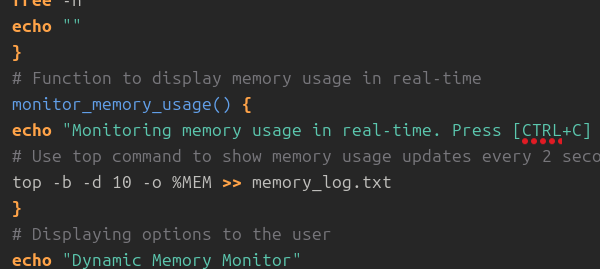 free -h
echo ""
}
# Function to display memory usage in real-time
monitor_memory_usage() {
echo "Monitoring memory usage in real-time. Press [CTRL+C]
# Use top command to show memory usage updates every 2 seco
top -b -d 10 -o %MEM >> memory_log.txt
}
# Displaying options to the user
echo "Dynamic Memory Monitor"